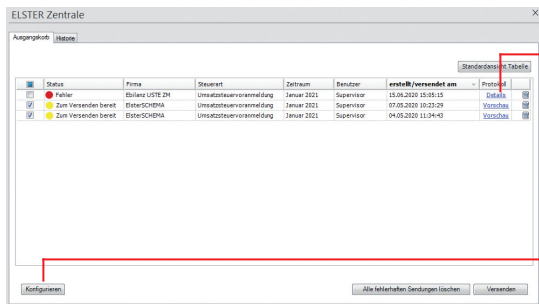 ELSTER Zentrale
Ausgangskorb Historie
Standardansicht Tabelle
Status Firma Steuerart Zeitraum Benutzer erstellt/versendet am Protokoll
Fehler Ebilanz USTE ZM Umsatzsteuervoranmeldung Januar 2021 Supervisor 15.06.2020 15:05:15 Details
Zum Versenden bereit ElsterSCHEMA Umsatzsteuervoranmeldung Januar 2021 Supervisor 07.05.2020 10:23:29 Vorschau
Zum Versenden bereit ElsterSCHEMA Umsatzsteuervoranmeldung Januar 2021 Supervisor 04.05.2020 11:34:43 Vorschau
Konfigurieren Alle fehlerhaften Sendungen löschen Versenden